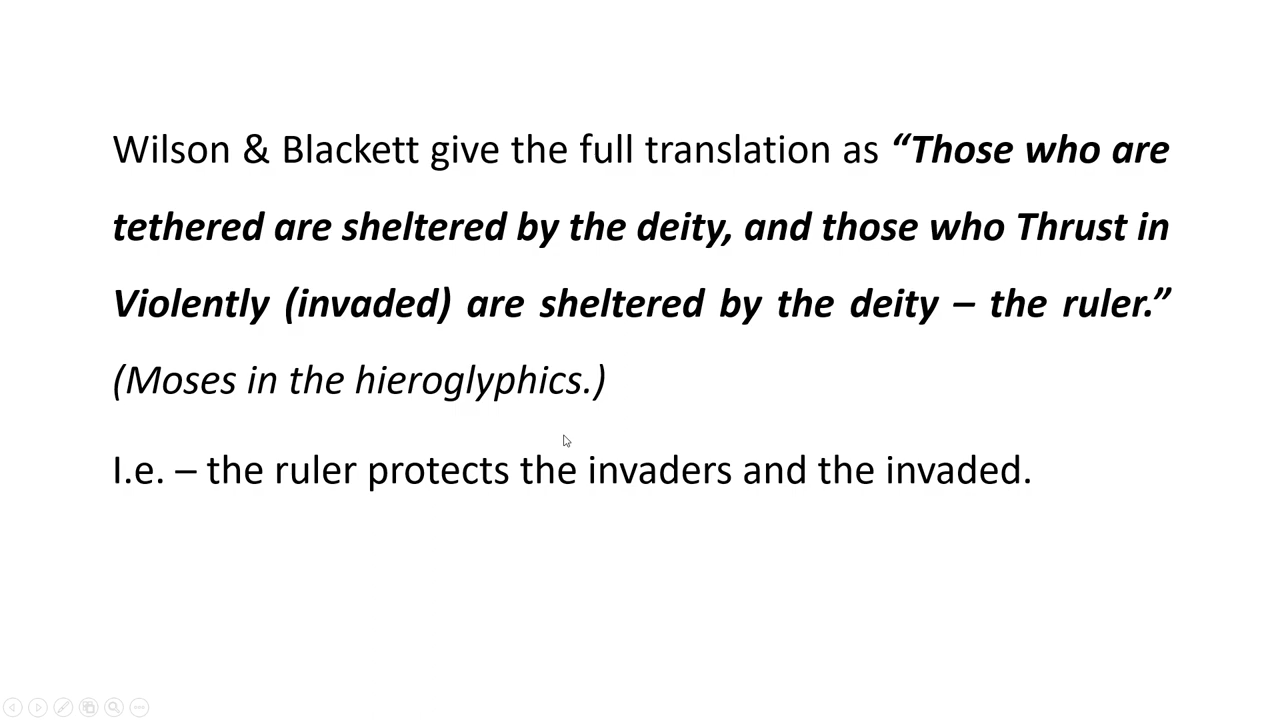 Wilson & Blackett give the full translation as “Those who are
tethered are sheltered by the deity, and those who Thrust in
Violently (invaded) are sheltered by the deity – the ruler.”
(Moses in the hieroglyphics.)
I.e. – the ruler protects the invaders and the invaded.